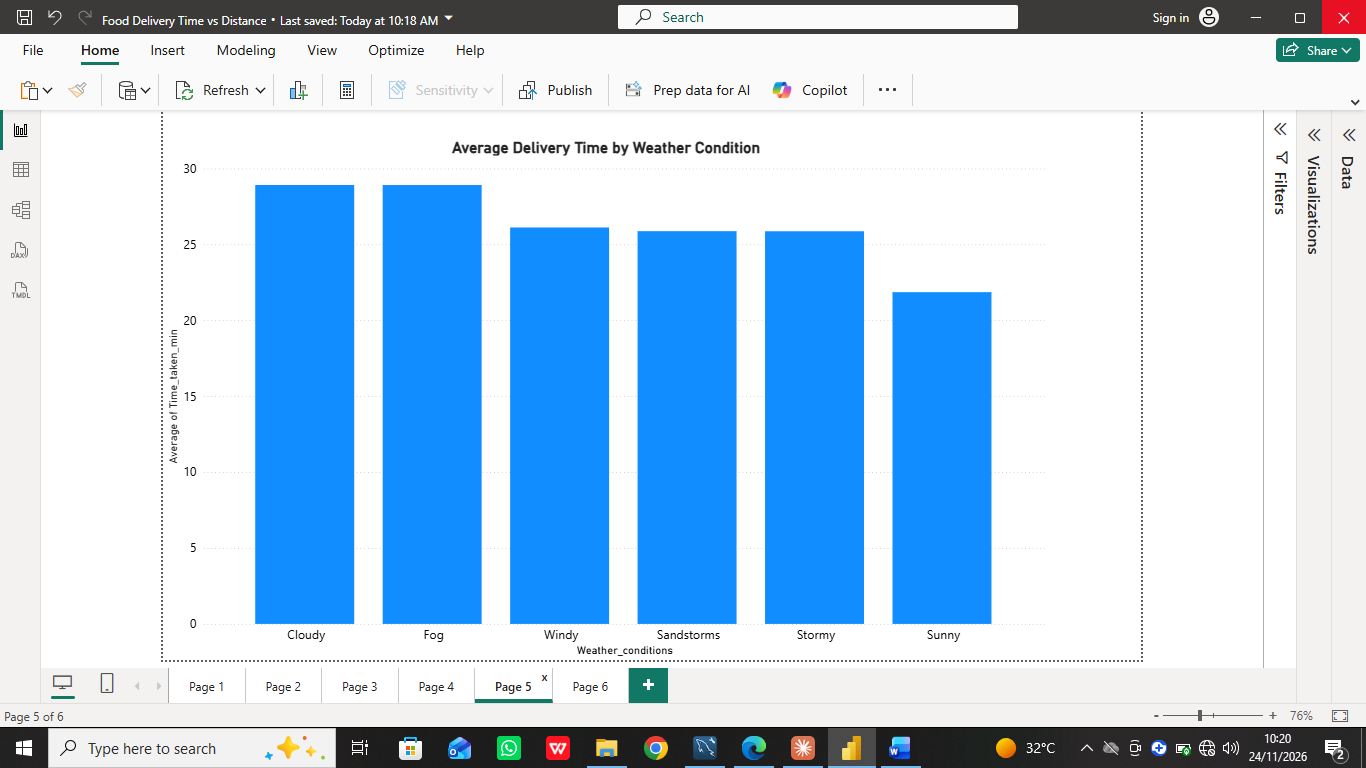 Food Delivery Time vs Distance • Last saved: Today at 10:18 AM
Search
Sign in
File
Home
Insert
Modeling
View
Optimize
Help
Share
Refresh
Sensitivity
Publish
Prep data for AI
Copilot
DAX
TMDL
Average Delivery Time by Weather Condition
30
25
20
15
10
5
0
Average of Time_taken_min
Cloudy
Fog
Windy
Sandstorms
Stormy
Sunny
Weather_conditions
Filters
Visualizations
Data
Page 1
Page 2
Page 3
Page 4
Page 5
x
Page 6
+
Page 5 of 6
- + 76%
Type here to search
W
W
32°C
10:20
24/11/2026
2